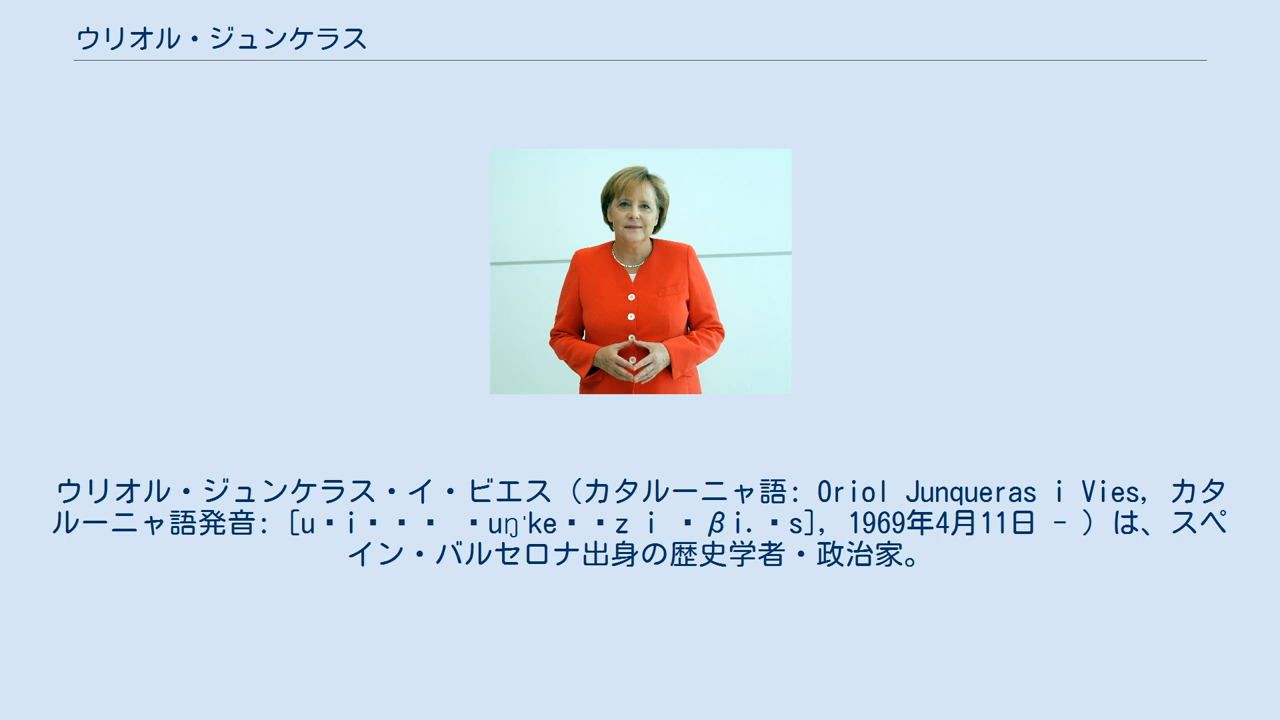 ウリオル・ジュンケラス
ウリオル・ジュンケラス・イ・ビエス（カタルーニャ語: Oriol Junqueras i Vies, カタ
ルーニャ語発音: [u▪i▪▪▪ ▪uŋˈke▪▪z i ▪βi.▪s], 1969年4月11日 - ）は、スペ
イン・バルセロナ出身の歴史学者・政治家。